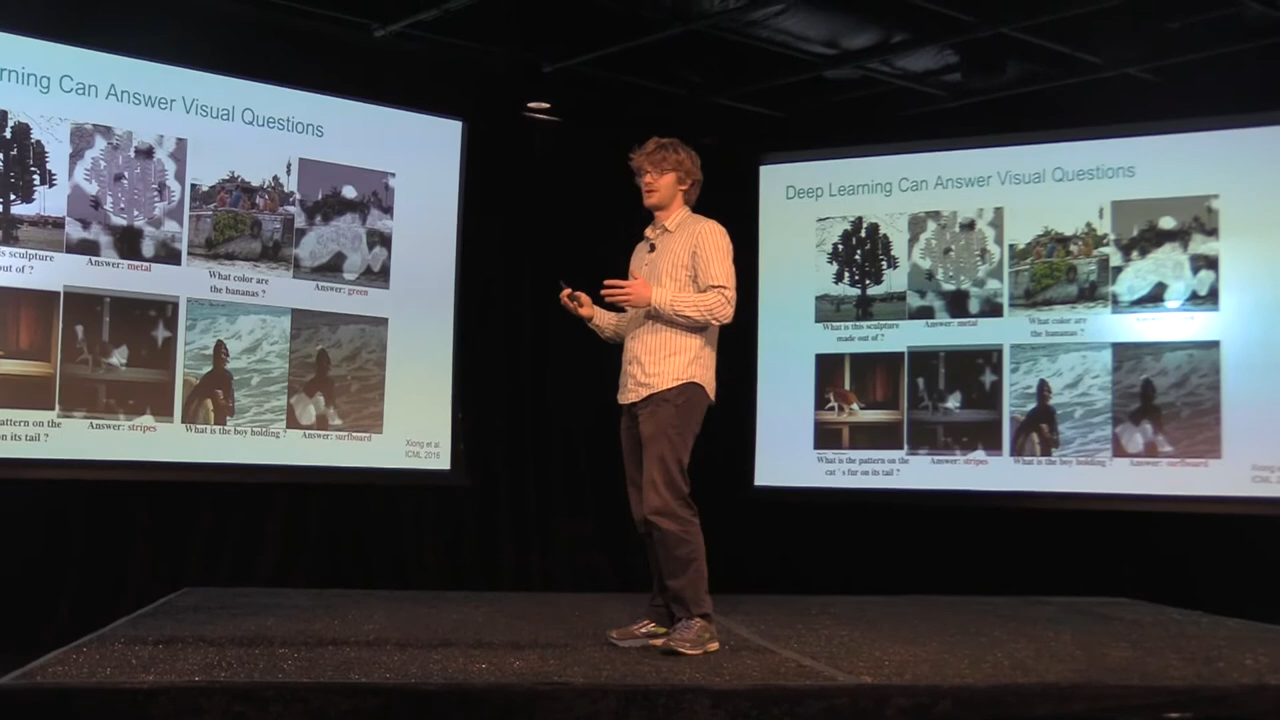 rning Can Answer Visual Questions
is sculpture
out of ?
Answer: metal
What color are
the bananas ?
Answer: green
attern on the
n its tail ?
Answer: stripes
What is the boy holding ?
Answer: surfboard
Xiong et al.
ICML 2016
Deep Learning Can Answer Visual Questions
What is this sculpture
made out of ?
Answer: metal
What color are
the bananas ?
What is the pattern on the
cat ' s fur on its tail ?
Answer: stripes
What is the boy holding ?
Answer: surfboard